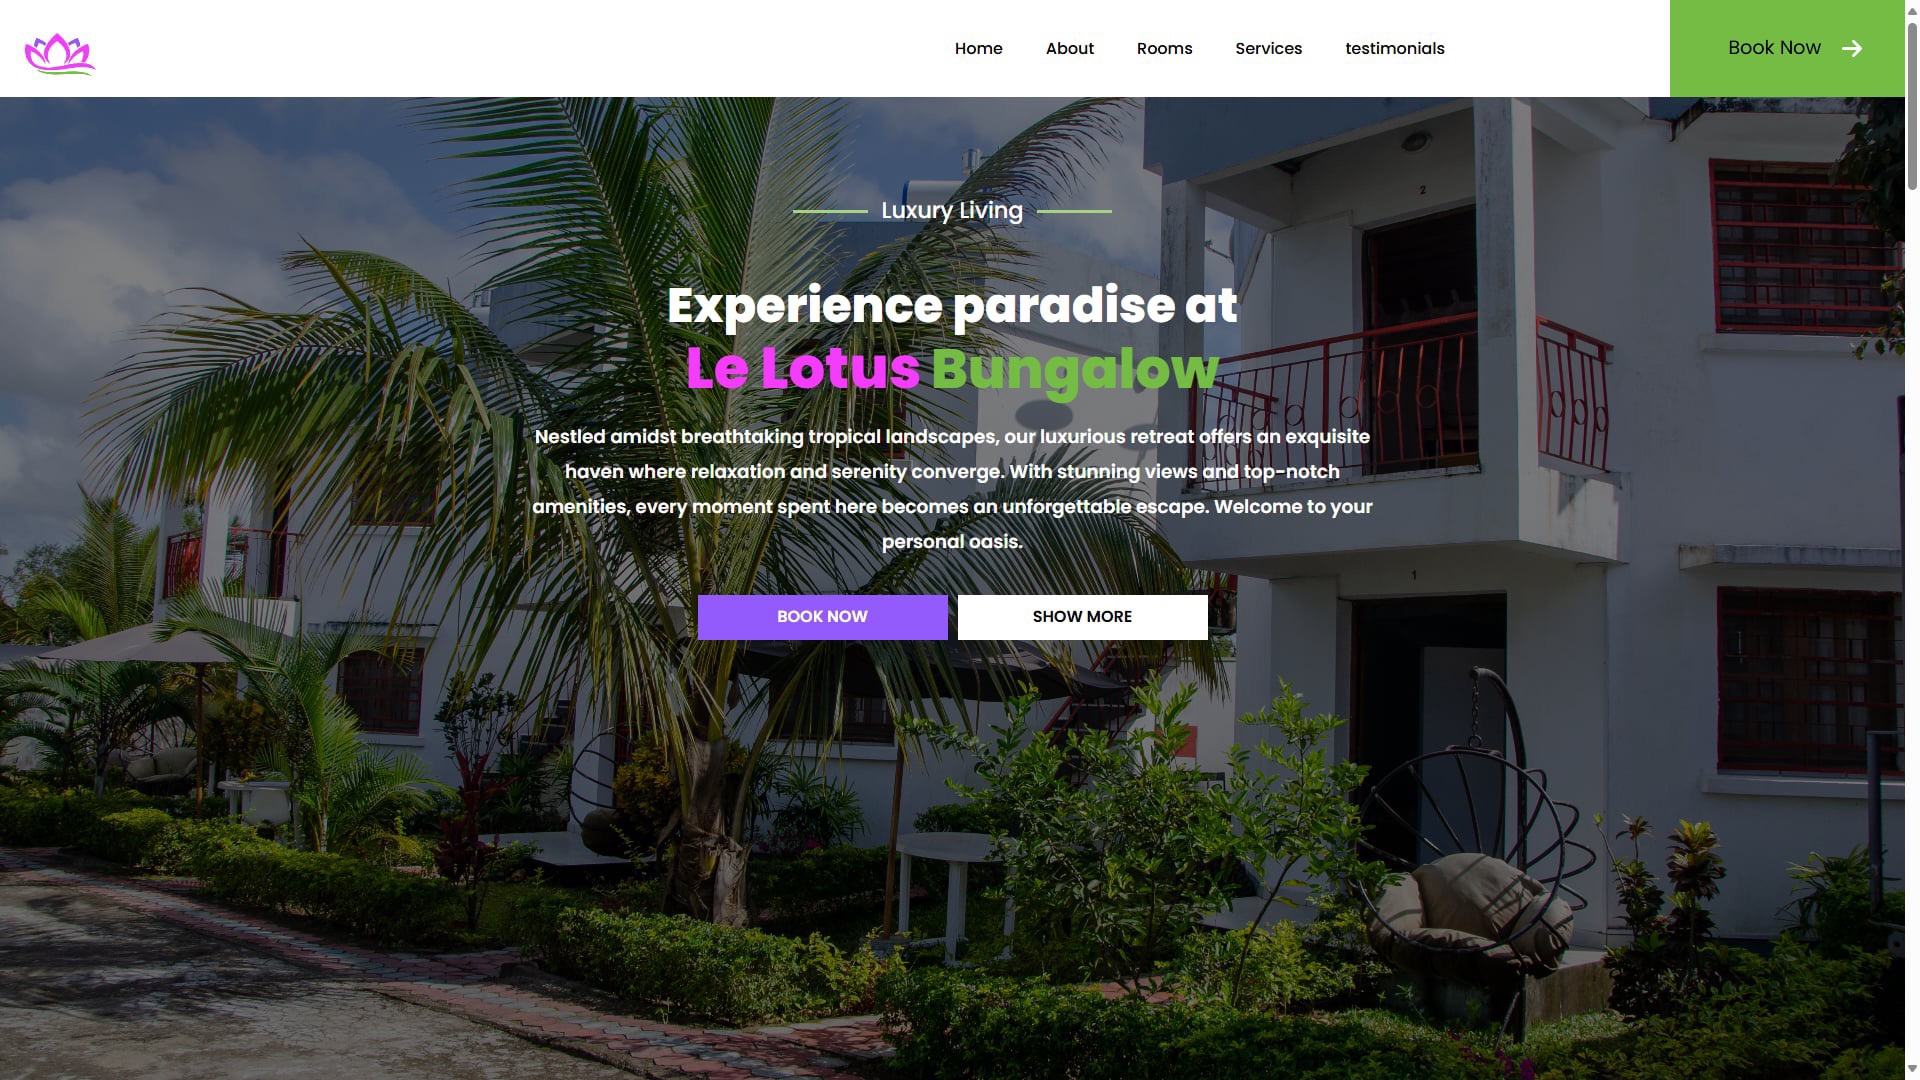 Home About Rooms Services testimonials Book Now
Luxury Living
2
Experience paradise at
Le Lotus Bungalow
Nestled amidst breathtaking tropical landscapes, our luxurious retreat offers an exquisite
haven where relaxation and serenity converge. With stunning views and top-notch
amenities, every moment spent here becomes an unforgettable escape. Welcome to your
personal oasis.
1
BOOK NOW SHOW MORE